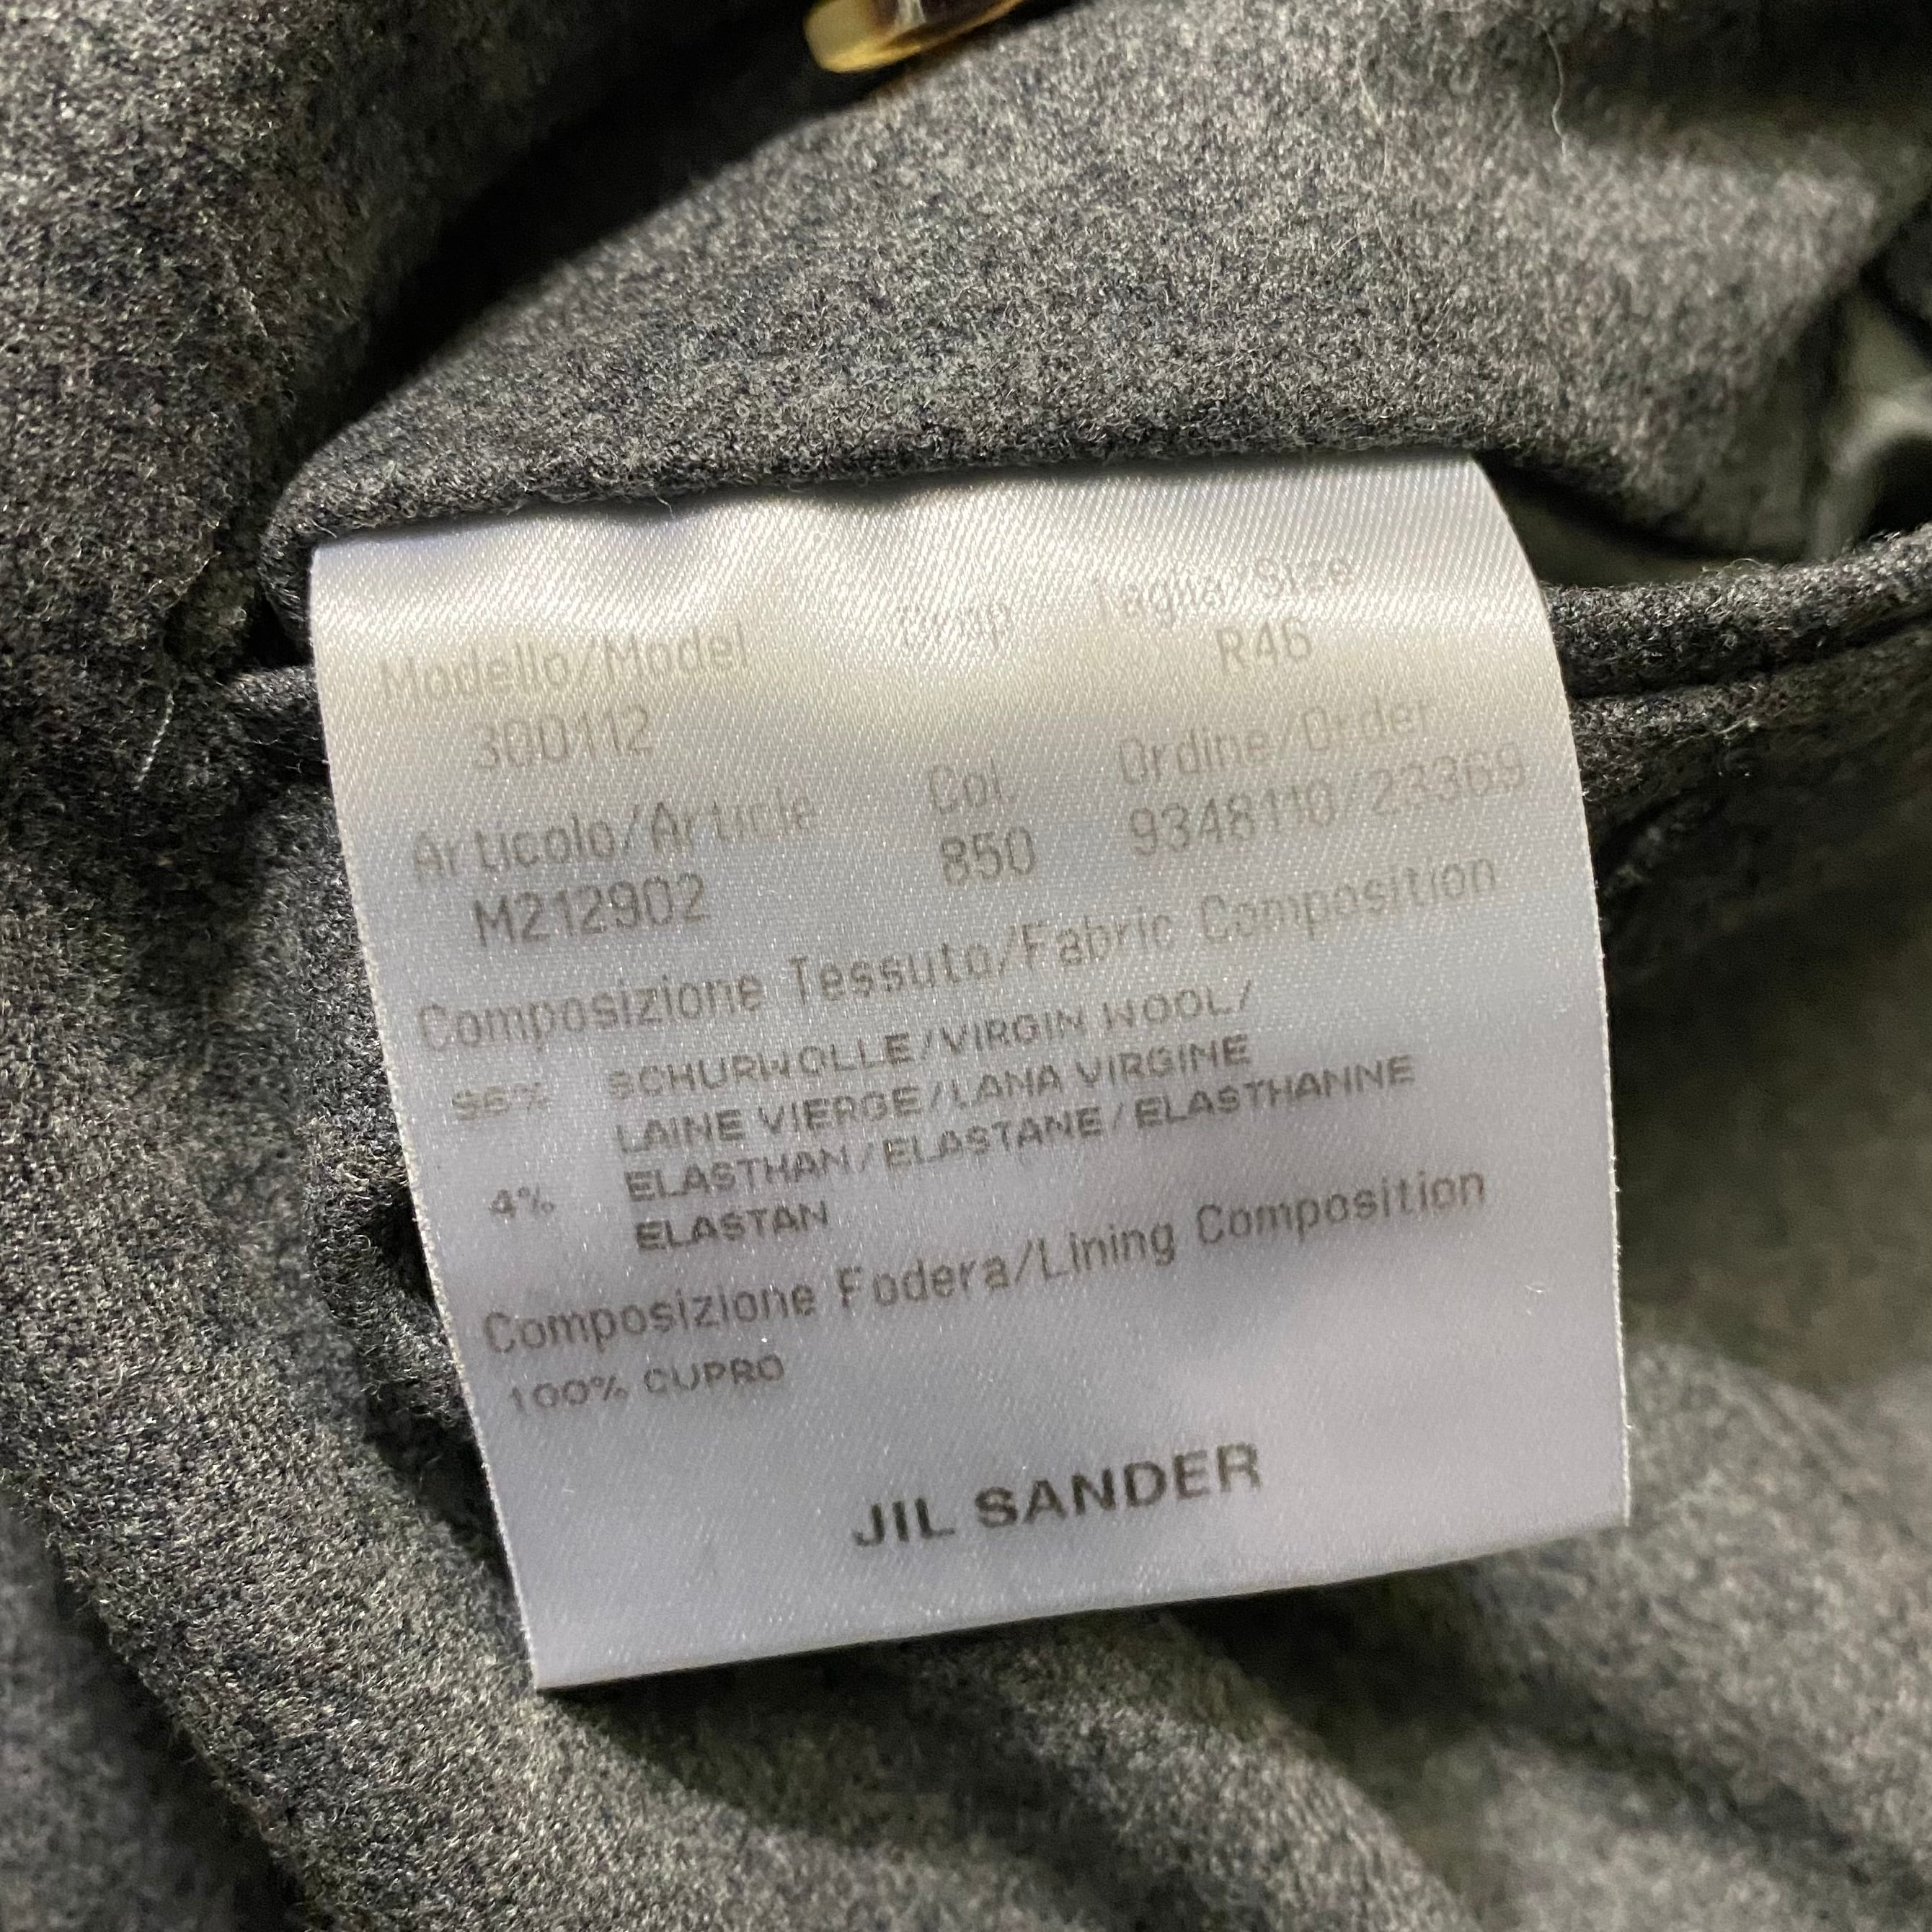 Modello/Model Drop Taglia Size
300112 R46
Articolo/Article Col. Ordine/Order
M212902 850 9348110/23369
Composizione Tessuto/Fabric Composition
96% SCHURWOLLE/VIRGIN WOOL/
LAINE VIERGE/LANA VIRGINE
4% ELASTHAN/ELASTANE/ELASTHANNE
ELASTAN
Composizione Fodera/Lining Composition
100% CUPRO
JIL SANDER